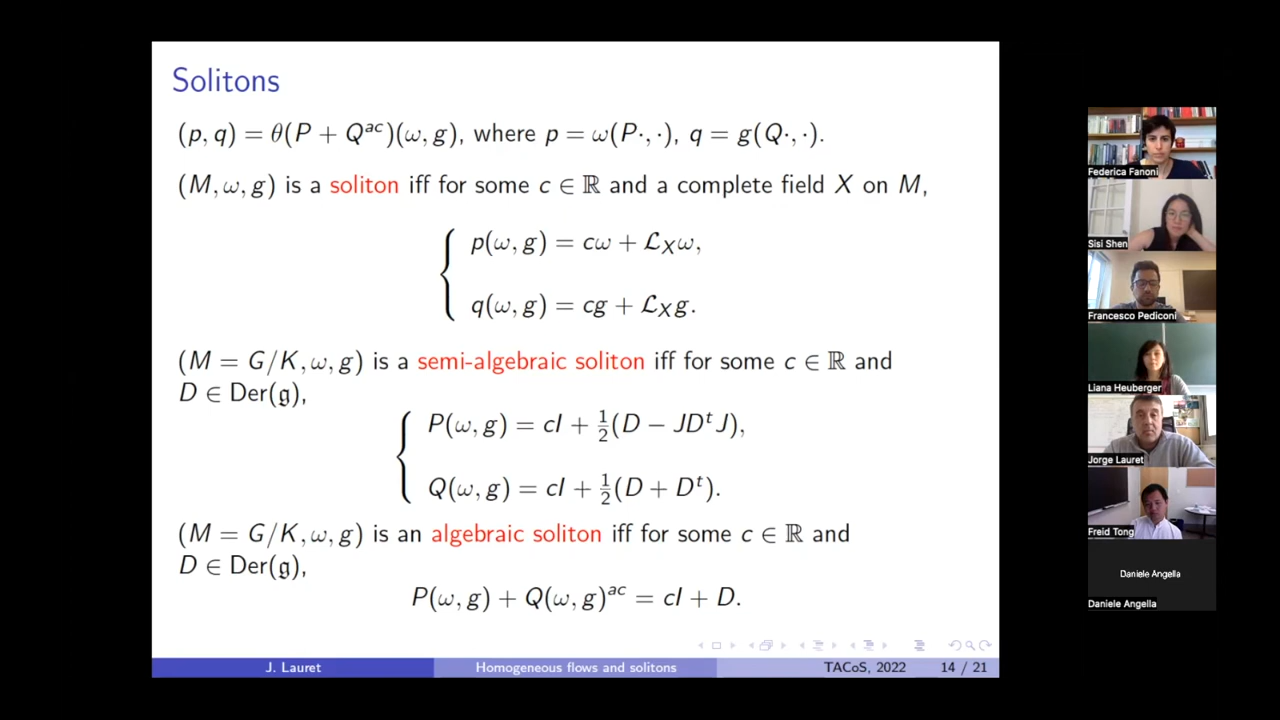 Solitons
(p, q) = θ(P + Q^{ac})(ω, g), where p = ω(P·, ·), q = g(Q·, ·).
(M, ω, g) is a soliton iff for some c ∈ ℝ and a complete field X on M,
p(ω, g) = cω + ℒ_Xω,
q(ω, g) = cg + ℒ_Xg.
(M = G/K, ω, g) is a semi-algebraic soliton iff for some c ∈ ℝ and
D ∈ Der(𝔤),
P(ω, g) = cI + ½(D − JD^tJ),
Q(ω, g) = cI + ½(D + D^t).
(M = G/K, ω, g) is an algebraic soliton iff for some c ∈ ℝ and
D ∈ Der(𝔤),
P(ω, g) + Q(ω, g)^{ac} = cI + D.
J. Lauret Homogeneous flows and solitons TACoS, 2022 14 / 21
Federica Fanoni
Sisi Shen
Francesco Pediconi
Liana Heuberger
Jorge Lauret
Freid Tong
Daniele Angella
Daniele Angella